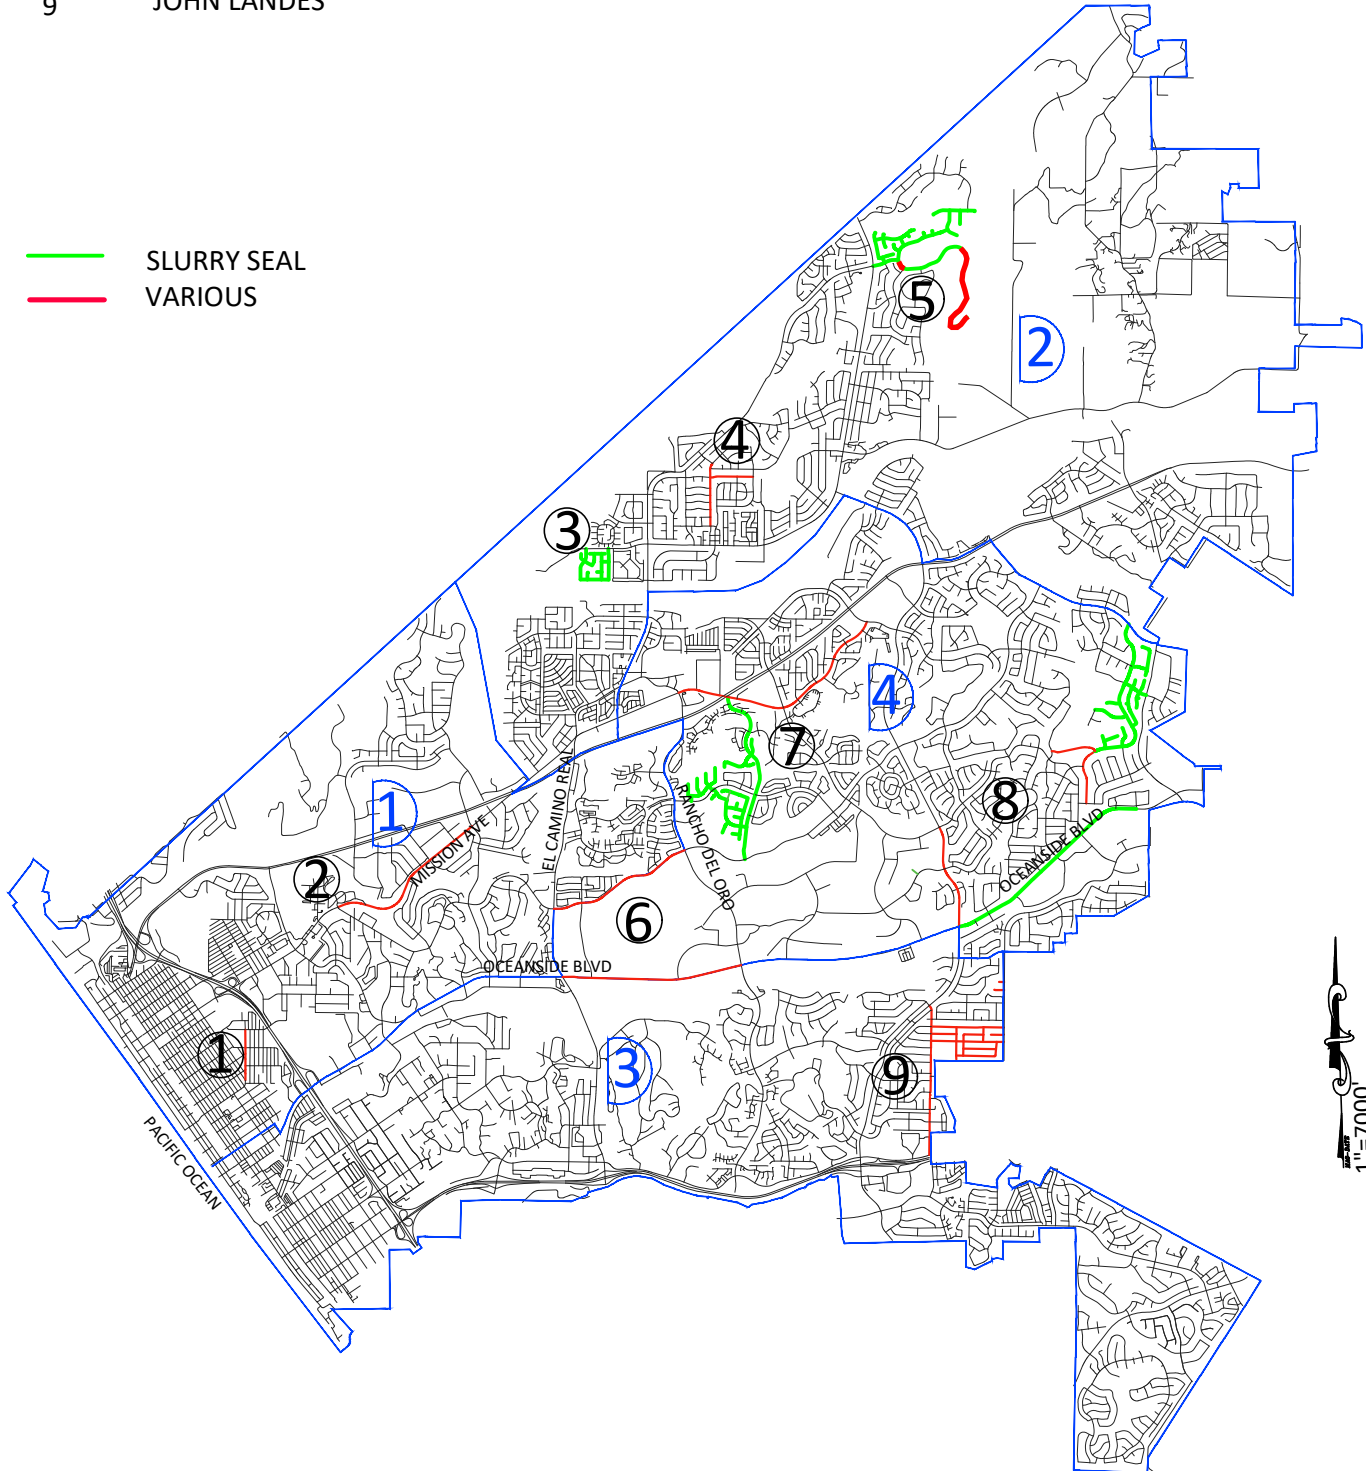 9 JOHN LANDES
SLURRY SEAL
VARIOUS
5
2
4
3
4
7
1
8
EL CAMINO REAL
RANCHO DEL ORO
MISSION AVE
OCEANSIDE BLVD
2
6
OCEANSIDE BLVD
1
3
9
PACIFIC OCEAN
1"=7000'